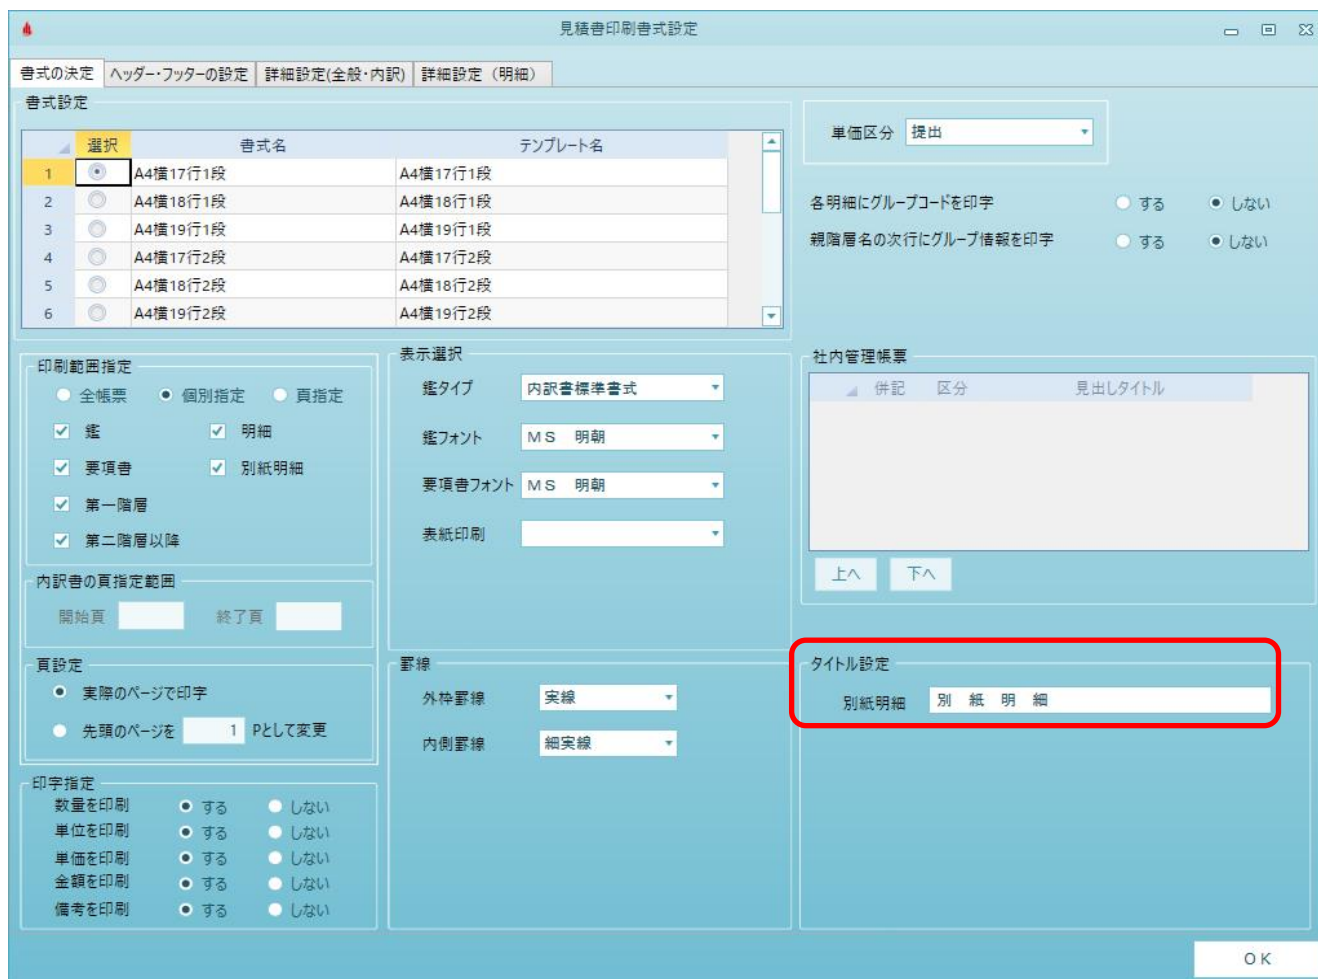 見積書印刷書式設定
書式の決定 ヘッダー・フッターの設定 詳細設定(全般・内訳) 詳細設定（明細）
書式設定
選択 書式名 テンプレート名
1 A4横17行1段 A4横17行1段
2 A4横18行1段 A4横18行1段
3 A4横19行1段 A4横19行1段
4 A4横17行2段 A4横17行2段
5 A4横18行2段 A4横18行2段
6 A4横19行2段 A4横19行2段
単価区分 提出
各明細にグループコードを印字 する しない
親階層名の次行にグループ情報を印字 する しない
印刷範囲指定
全帳票 個別指定 頁指定
鑑 明細
要項書 別紙明細
第一階層
第二階層以降
内訳書の頁指定範囲
開始頁 終了頁
頁設定
実際のページで印字
先頭のページを 1 Pとして変更
印字指定
数量を印刷 する しない
単位を印刷 する しない
単価を印刷 する しない
金額を印刷 する しない
備考を印刷 する しない
表示選択
鑑タイプ 内訳書標準書式
鑑フォント ＭＳ　明朝
要項書フォント ＭＳ　明朝
表紙印刷
罫線
外枠罫線 実線
内側罫線 細実線
社内管理帳票
併記 区分 見出しタイトル
上へ 下へ
タイトル設定
別紙明細 別　紙　明　細
ＯＫ